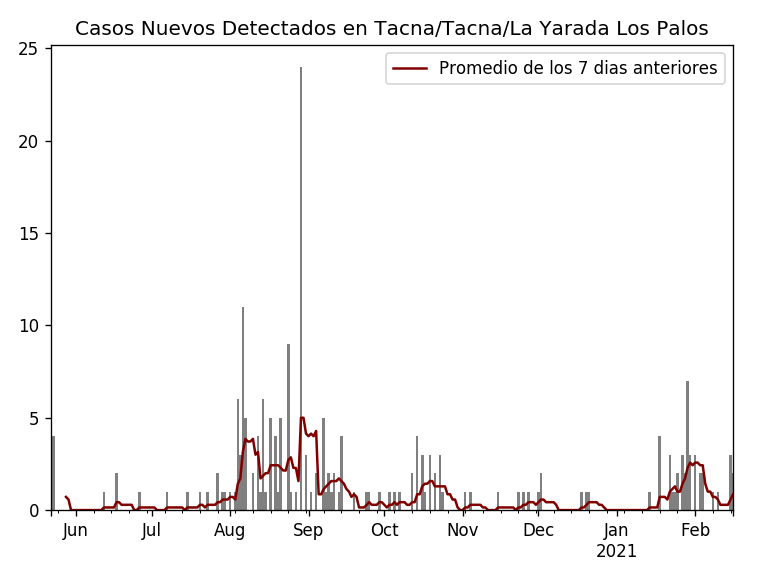 Casos Nuevos Detectados en Tacna/Tacna/La Yarada Los Palos
Promedio de los 7 dias anteriores
25
20
15
10
5
0
Jun Jul Aug Sep Oct Nov Dec Jan Feb
2021